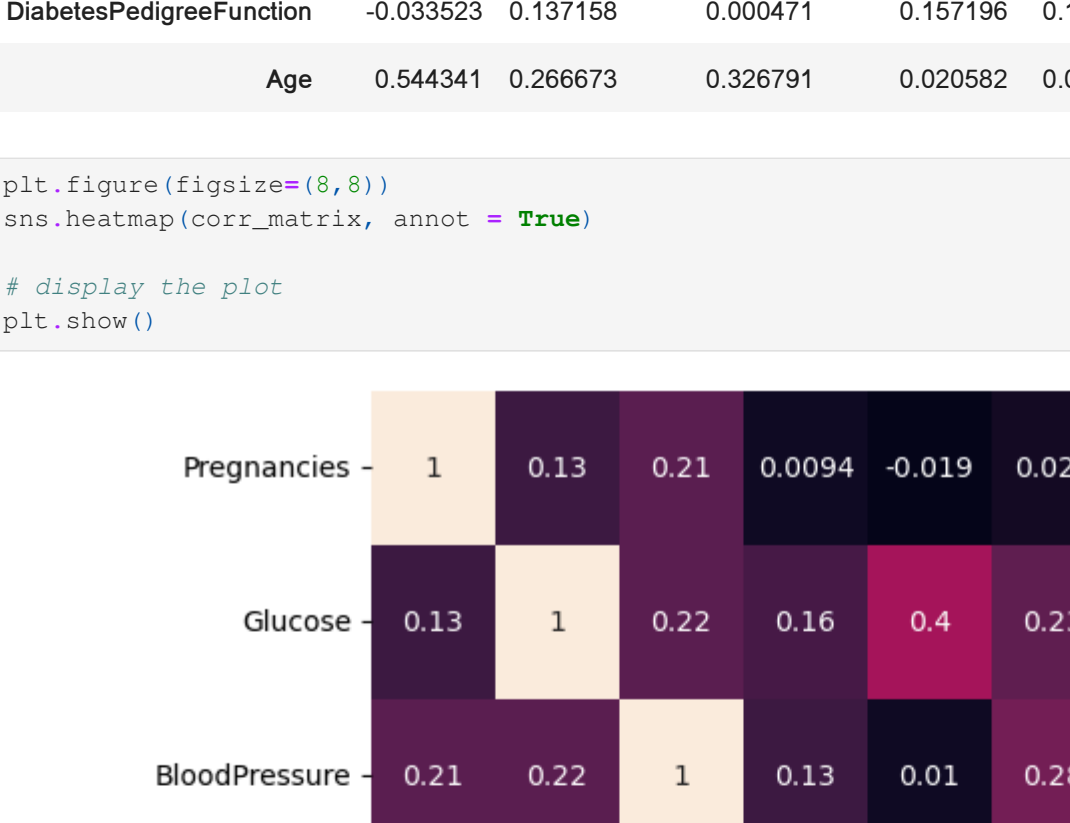 DiabetesPedigreeFunction -0.033523 0.137158 0.000471 0.157196
Age 0.544341 0.266673 0.326791 0.020582
plt.figure(figsize=(8,8))
sns.heatmap(corr_matrix, annot = True)
# display the plot
plt.show()
Pregnancies 1 0.13 0.21 0.0094 -0.019 0.02
Glucose 0.13 1 0.22 0.16 0.4
BloodPressure 0.21 0.22 1 0.13 0.01